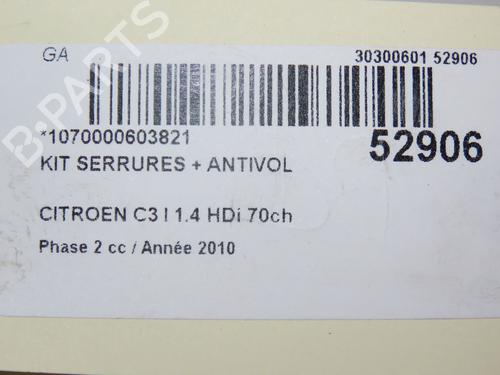 GA
30300601 52906
*1070000603821
52906
KIT SERRURES + ANTIVOL
CITROEN C3 I 1.4 HDi 70ch
Phase 2 cc / Année 2010
B-PARTS